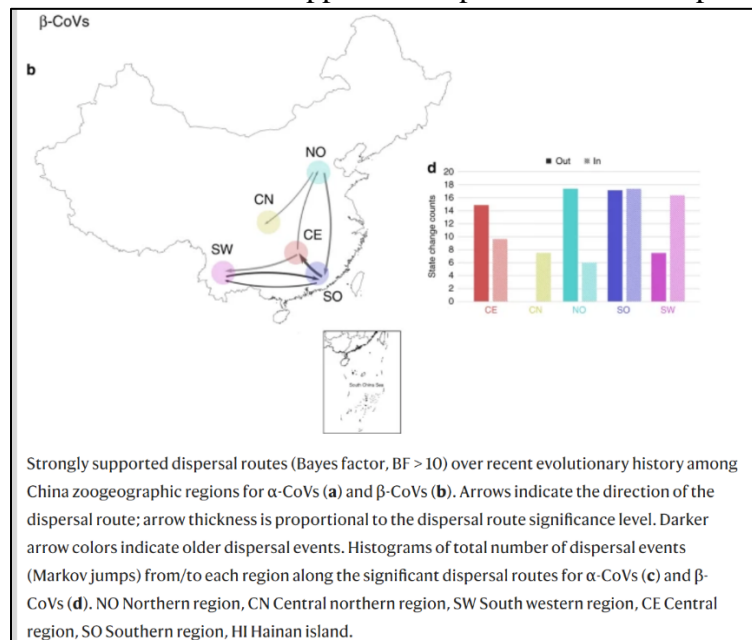 β-CoVs
b
NO
CN
CE
SW
SO
South China Sea
d
Out In
State change counts
20
18
16
14
12
10
8
6
4
2
0
CE CN NO SO SW
Strongly supported dispersal routes (Bayes factor, BF > 10) over recent evolutionary history among
China zoogeographic regions for α-CoVs (a) and β-CoVs (b). Arrows indicate the direction of the
dispersal route; arrow thickness is proportional to the dispersal route significance level. Darker
arrow colors indicate older dispersal events. Histograms of total number of dispersal events
(Markov jumps) from/to each region along the significant dispersal routes for α-CoVs (c) and β-
CoVs (d). NO Northern region, CN Central northern region, SW South western region, CE Central
region, SO Southern region, HI Hainan island.